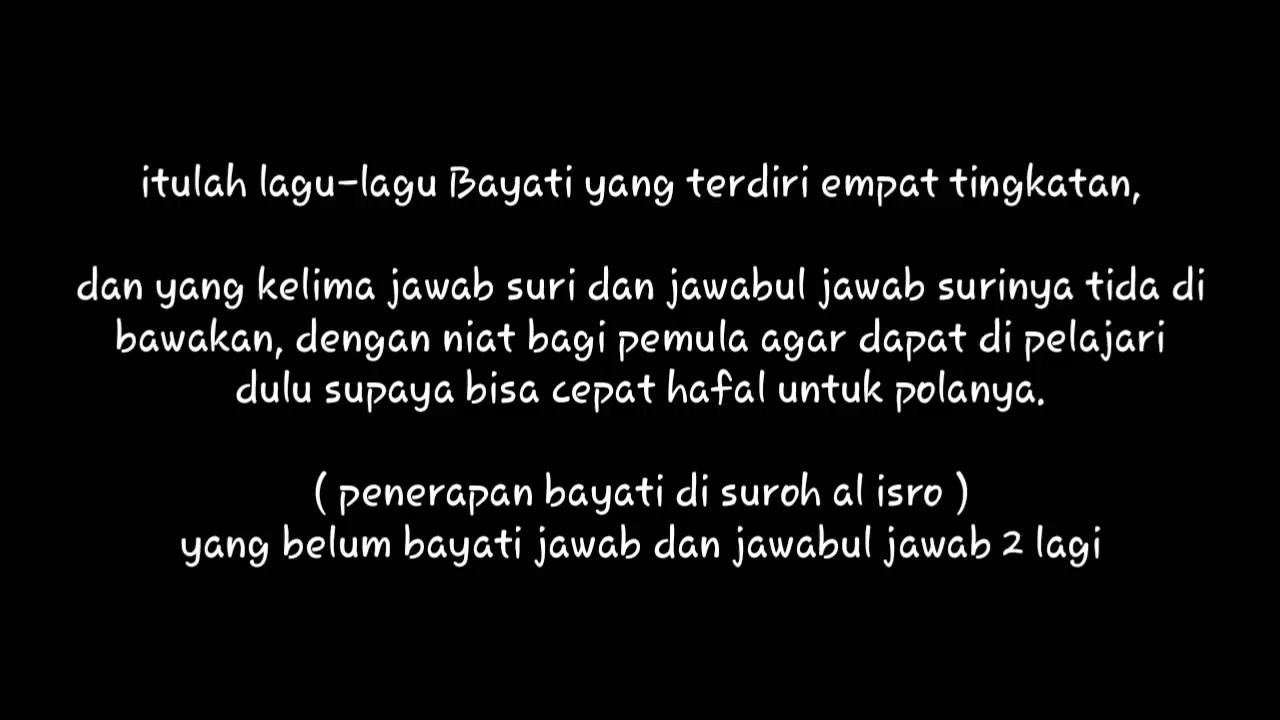 itulah lagu-lagu Bayati yang terdiri empat tingkatan,
dan yang kelima jawab suri dan jawabul jawab surinya tida di
bawakan, dengan niat bagi pemula agar dapat di pelajari
dulu supaya bisa cepat hafal untuk polanya.
( penerapan bayati di suroh al isro )
yang belum bayati jawab dan jawabul jawab 2 lagi